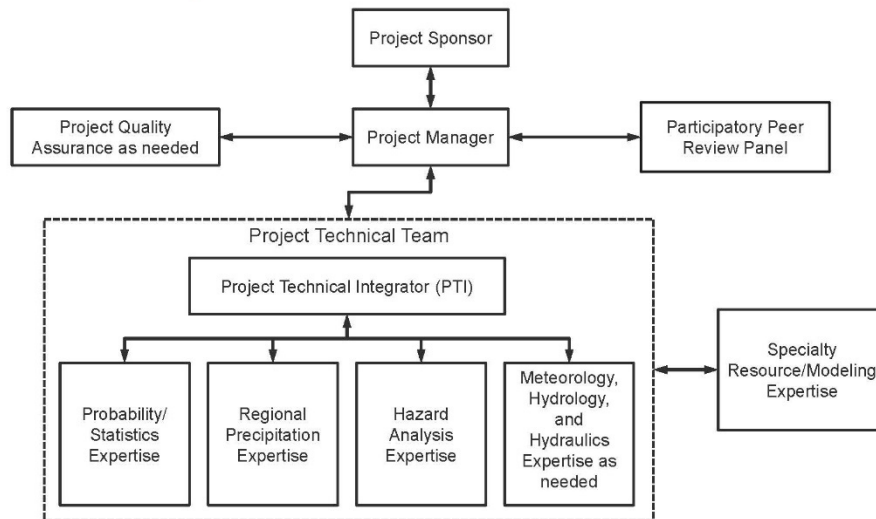 Project Sponsor
Project Quality
Assurance as needed
Project Manager
Participatory Peer
Review Panel
Project Technical Team
Project Technical Integrator (PTI)
Probability/
Statistics
Expertise
Regional
Precipitation
Expertise
Hazard
Analysis
Expertise
Meteorology,
Hydrology,
and
Hydraulics
Expertise as
needed
Specialty
Resource/Modeling
Expertise